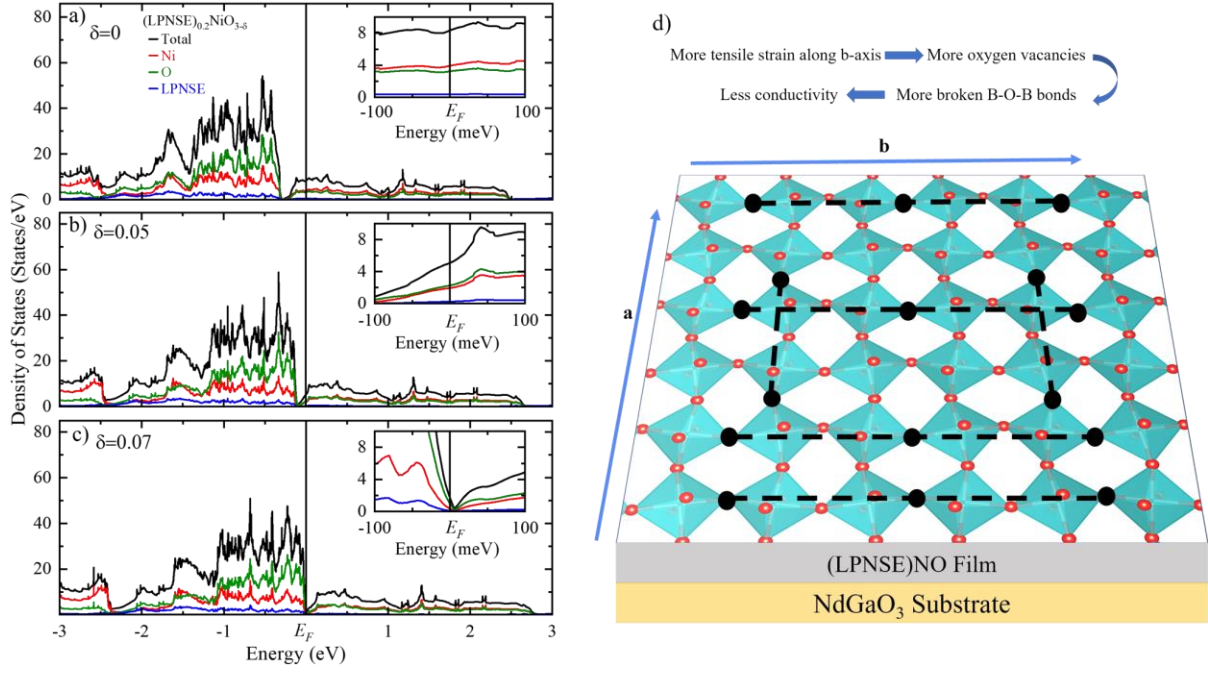 a)
δ=0
(LPNSE)0.2NiO3-δ
Total
Ni
O
LPNSE
80
60
40
20
0
8
4
0
-100
EF
100
Energy (meV)
b)
δ=0.05
80
60
40
20
0
8
4
0
-100
EF
100
Energy (meV)
c)
δ=0.07
80
60
40
20
8
4
0
-100
EF
100
Energy (meV)
Density of States (States/eV)
-3
-2
-1
EF
1
2
3
Energy (eV)
d)
More tensile strain along b-axis
More oxygen vacancies
Less conductivity
More broken B-O-B bonds
b
a
(LPNSE)NO Film
NdGaO3 Substrate